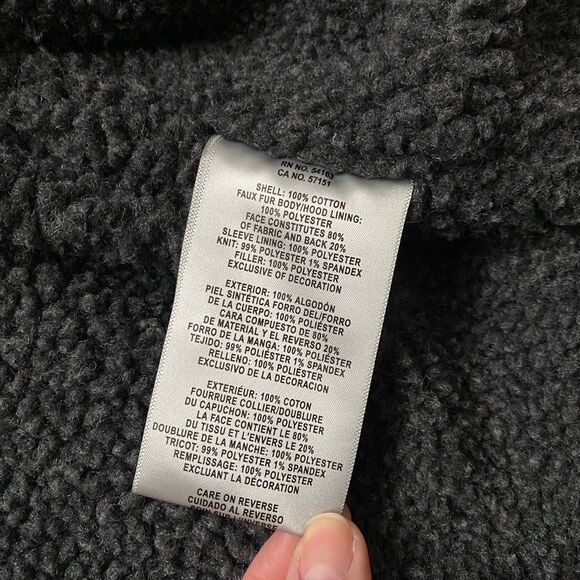 RN NO. 54163
CA NO. 57151
SHELL: 100% COTTON
FAUX FUR BODY/HOOD LINING:
100% POLYESTER
FACE CONSTITUTES 80%
OF FABRIC AND BACK 20%
SLEEVE LINING: 100% POLYESTER
KNIT: 99% POLYESTER 1% SPANDEX
FILLER: 100% POLYESTER
EXCLUSIVE OF DECORATION
EXTERIOR: 100% ALGODÓN
PIEL SINTÉTICA FORRO DEL/FORRO
DE LA CUERPO: 100% POLIÉSTER
CARA COMPUESTO DE 80%
DE MATERIAL Y EL REVERSO 20%
FORRO DE LA MANGA: 100% POLIÉSTER
TEJIDO: 99% POLIÉSTER 1% SPANDEX
RELLENO: 100% POLIÉSTER
EXCLUSIVO DE LA DECORACION
EXTERIEUR: 100% COTON
FOURRURE COLLIER/DOUBLURE
DU CAPUCHON: 100% POLYESTER
LA FACE CONTIENT LE 80%
DU TISSU ET L'ENVERS LE 20%
DOUBLURE DE LA MANCHE: 100% POLYESTER
TRICOT: 99% POLYESTER 1% SPANDEX
REMPLISSAGE: 100% POLYESTER
EXCLUANT LA DÉCORATION
CARE ON REVERSE
CUIDADO AL REVERSO
SUR L'UNVERS